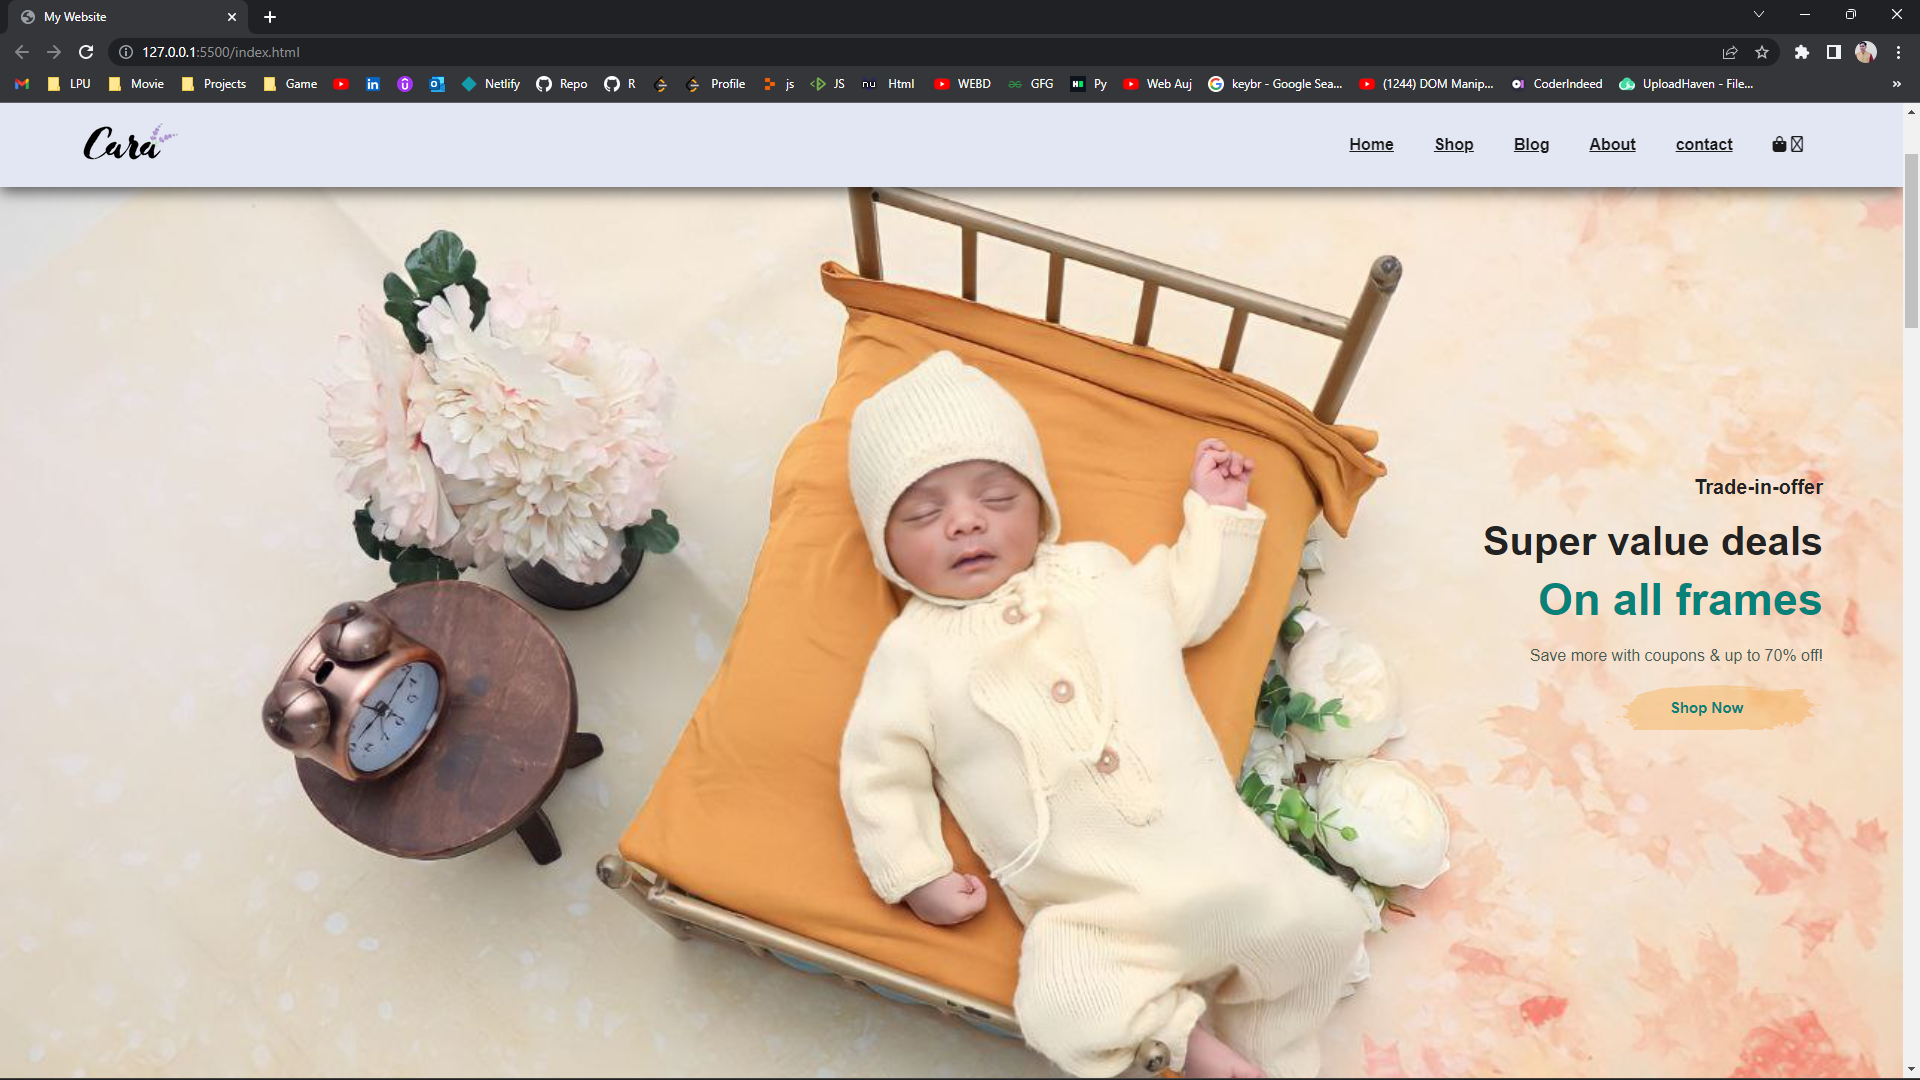 My Website
127.0.0.1:5500/index.html
LPU Movie Projects Game Netlify Repo R Profile js JS Html WEBD GFG Py Web Auj keybr - Google Sea... (1244) DOM Manip... CoderIndeed UploadHaven - File... »
Cara
Home Shop Blog About contact
Trade-in-offer
Super value deals
On all frames
Save more with coupons & up to 70% off!
Shop Now